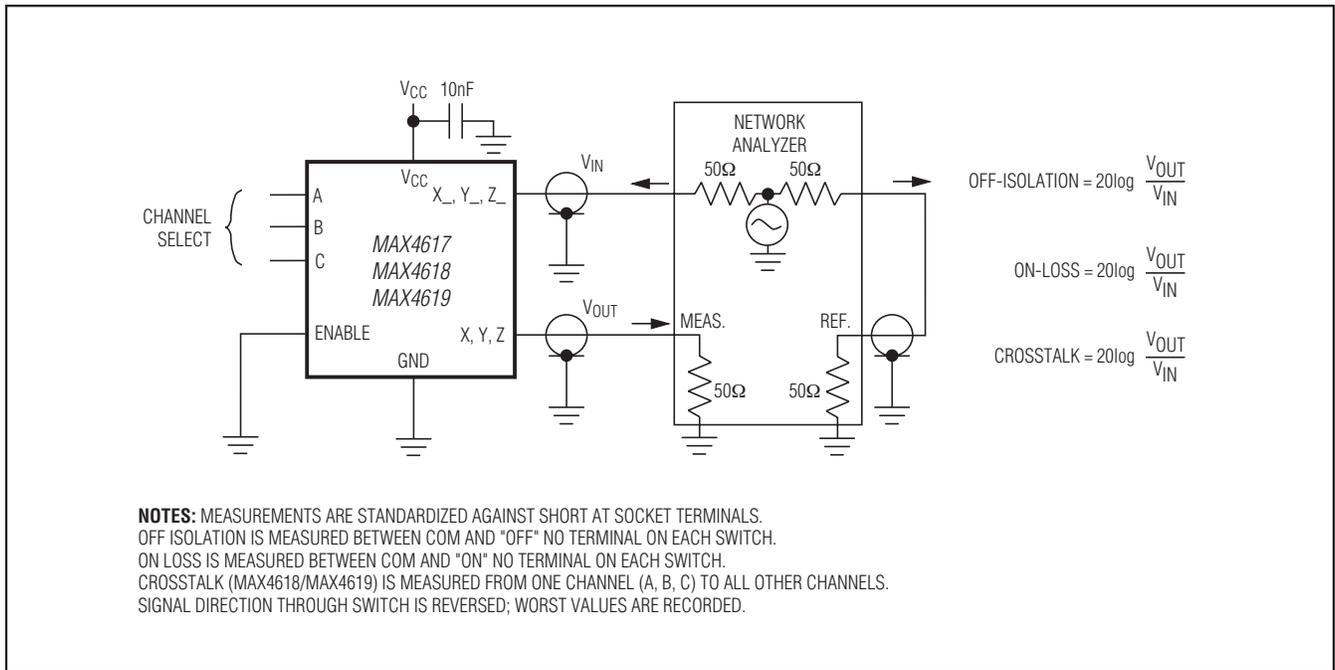 VCC 10nF
VCC
CHANNEL
SELECT
A
B
C
ENABLE
X_, Y_, Z_
MAX4617
MAX4618
MAX4619
X, Y, Z
GND
VIN
VOUT
NETWORK
ANALYZER
50Ω 50Ω
MEAS. REF.
50Ω 50Ω
OFF-ISOLATION = 20log VOUT
VIN
ON-LOSS = 20log VOUT
VIN
CROSSTALK = 20log VOUT
VIN
NOTES: MEASUREMENTS ARE STANDARDIZED AGAINST SHORT AT SOCKET TERMINALS.
OFF ISOLATION IS MEASURED BETWEEN COM AND "OFF" NO TERMINAL ON EACH SWITCH.
ON LOSS IS MEASURED BETWEEN COM AND "ON" NO TERMINAL ON EACH SWITCH.
CROSSTALK (MAX4618/MAX4619) IS MEASURED FROM ONE CHANNEL (A, B, C) TO ALL OTHER CHANNELS.
SIGNAL DIRECTION THROUGH SWITCH IS REVERSED; WORST VALUES ARE RECORDED.